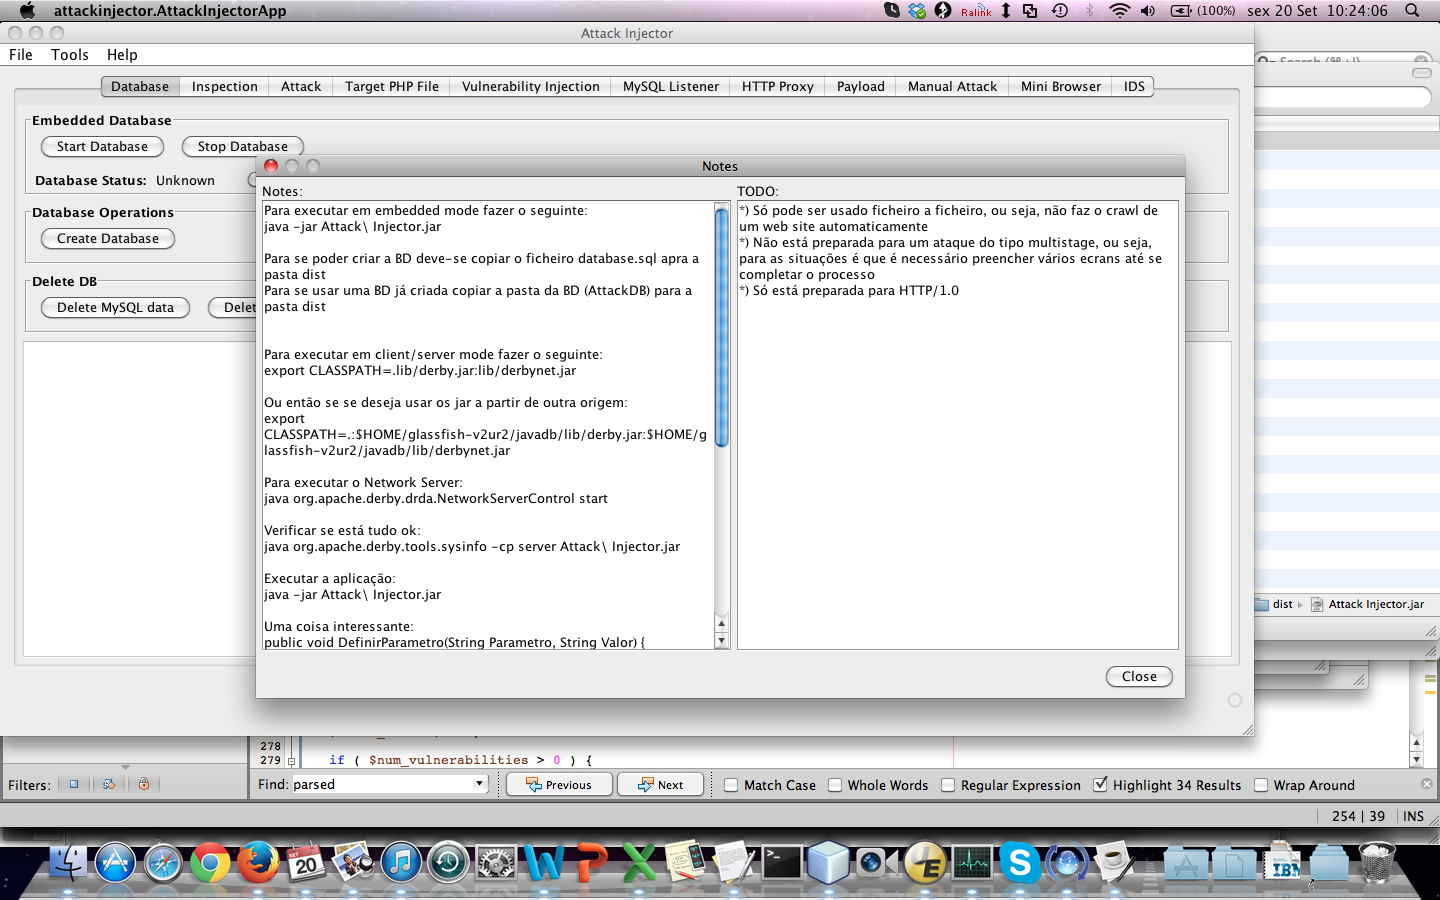 attackinjector.AttackInjectorApp
Ralink
(100%)
sex 20 Set 10:24:06
Attack Injector
File Tools Help
Database
Inspection
Attack
Target PHP File
Vulnerability Injection
MySQL Listener
HTTP Proxy
Payload
Manual Attack
Mini Browser
IDS
Embedded Database
Start Database
Stop Database
Database Status: Unknown
Database Operations
Create Database
Delete DB
Delete MySQL data
Delet
Notes
Notes:
Para executar em embedded mode fazer o seguinte:
java -jar Attack\ Injector.jar
Para se poder criar a BD deve-se copiar o ficheiro database.sql apra a
pasta dist
Para se usar uma BD já criada copiar a pasta da BD (AttackDB) para a
pasta dist
Para executar em client/server mode fazer o seguinte:
export CLASSPATH=.lib/derby.jar:lib/derbynet.jar
Ou então se se deseja usar os jar a partir de outra origem:
export
CLASSPATH=.:$HOME/glassfish-v2ur2/javadb/lib/derby.jar:$HOME/g
lassfish-v2ur2/javadb/lib/derbynet.jar
Para executar o Network Server:
java org.apache.derby.drda.NetworkServerControl start
Verificar se está tudo ok:
java org.apache.derby.tools.sysinfo -cp server Attack\ Injector.jar
Executar a aplicação:
java -jar Attack\ Injector.jar
Uma coisa interessante:
public void DefinirParametro(String Parametro, String Valor) {
TODO:
*) Só pode ser usado ficheiro a ficheiro, ou seja, não faz o crawl de
um web site automaticamente
*) Não está preparada para um ataque do tipo multistage, ou seja,
para as situações é que é necessário preencher vários ecrans até se
completar o processo
*) Só está preparada para HTTP/1.0
Close
dist
Attack Injector.jar
278
279 if ( $num_vulnerabilities > 0 ) {
Filters:
Find: parsed
Previous
Next
Match Case
Whole Words
Regular Expression
Highlight 34 Results
Wrap Around
254 | 39
INS
SET
20